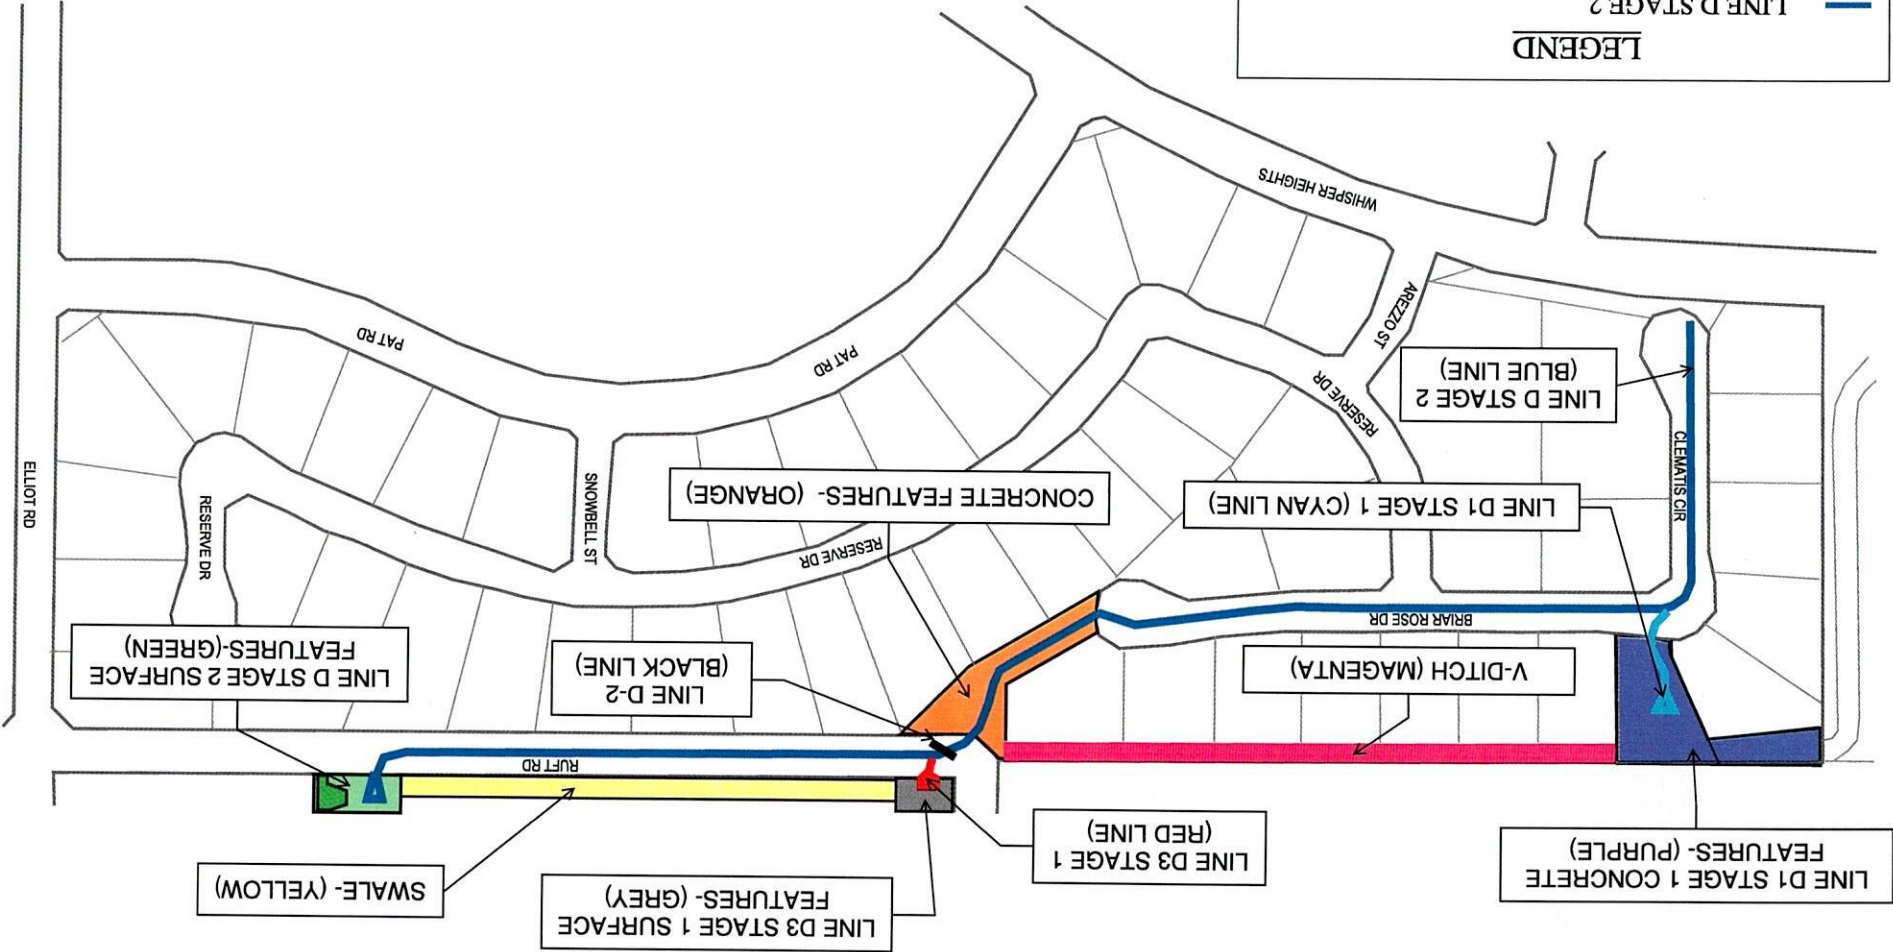 LINE D1 STAGE 1 CONCRETE
FEATURES- (PURPLE)
LINE D3 STAGE 1
(RED LINE)
LINE D3 STAGE 1 SURFACE
FEATURES- (GREY)
SWALE- (YELLOW)
RUFT RD
V-DITCH (MAGENTA)
LINE D-2
(BLACK LINE)
LINE D STAGE 2 SURFACE
FEATURES-(GREEN)
BRIAR ROSE DR
RESERVE DR
RESERVE DR
SNOWBELL ST
ELLIOT RD
LINE D1 STAGE 1 (CYAN LINE)
CONCRETE FEATURES- (ORANGE)
CLEMATIS CIR
LINE D STAGE 2
(BLUE LINE)
RESERVE DR
AREZZO ST
PAT RD
PAT RD
WHISPER HEIGHTS
LEGEND
LINE D STAGE 2